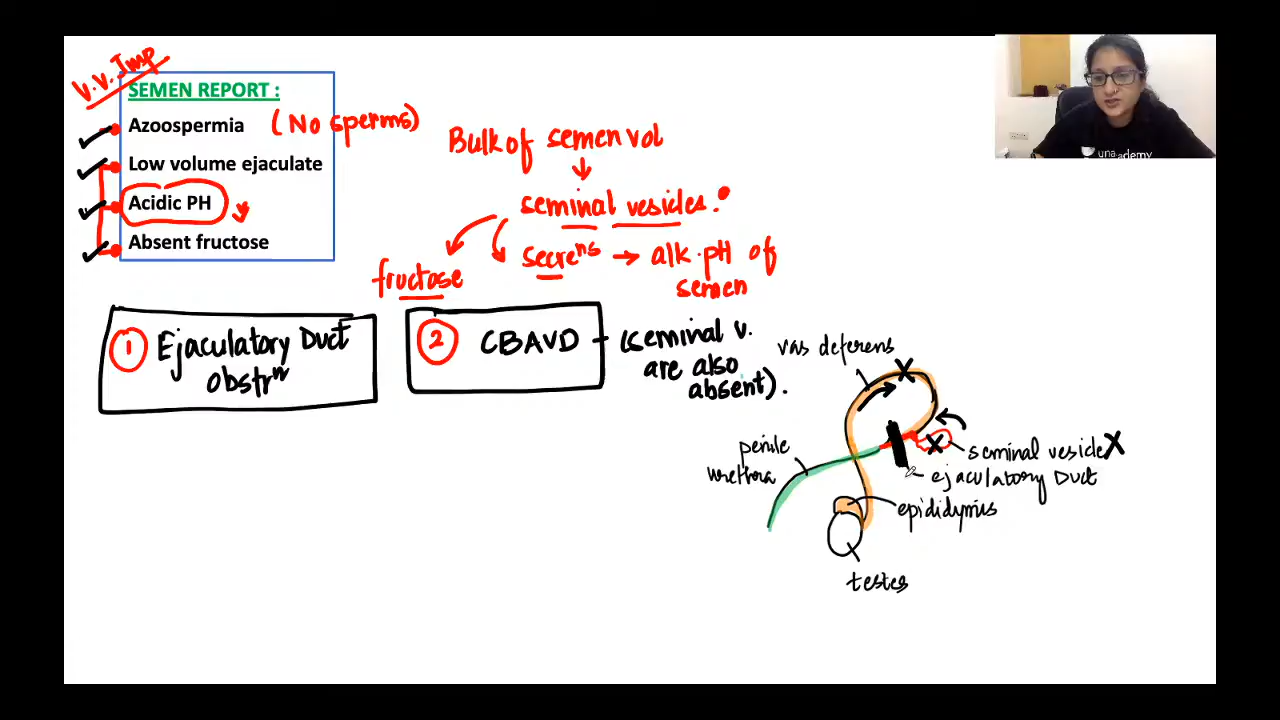 V.V. Imp
SEMEN REPORT :
Azoospermia (No sperms)
Low volume ejaculate
Acidic PH
Absent fructose
Bulk of semen vol
seminal vesicles.
fructose
secreⁿˢ → alk. pH of
semen
1 Ejaculatory Duct
obstrⁿ
2 CBAVD - (seminal v.
are also
absent).
vas deferens
penile
urethra
seminal vesicle X
ejaculatory Duct
epididymis
testes
una:demy